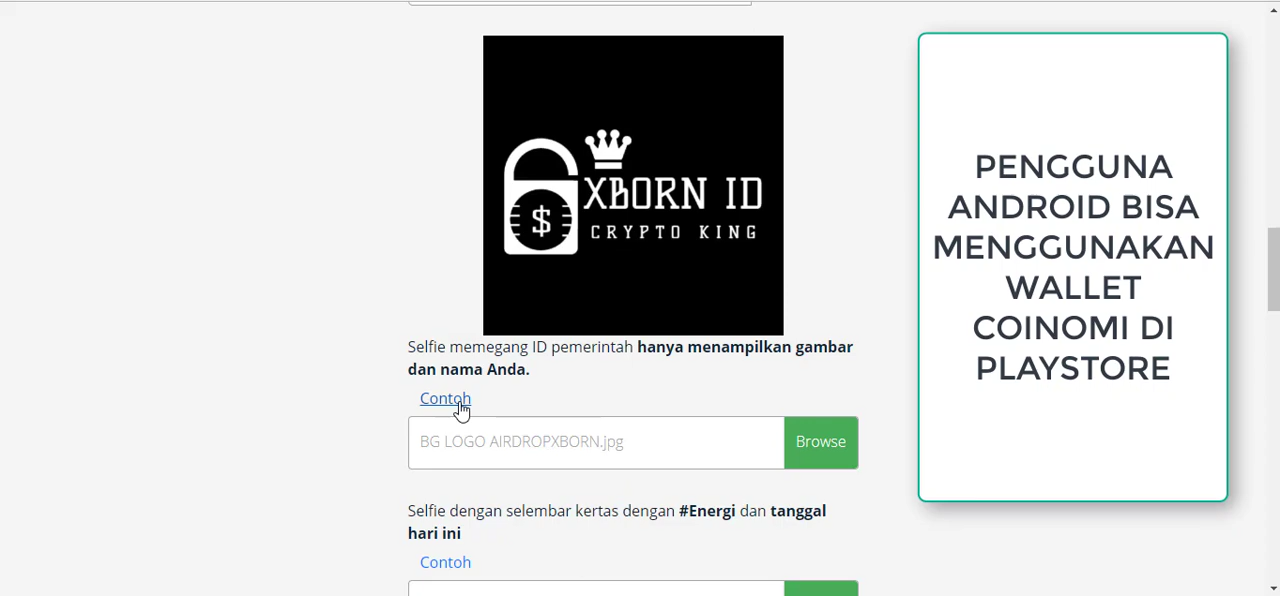 XBORN ID
CRYPTO KING
Selfie memegang ID pemerintah hanya menampilkan gambar
dan nama Anda.
Contoh
BG LOGO AIRDROPXBORN.jpg
Browse
Selfie dengan selembar kertas dengan #Energi dan tanggal
hari ini
Contoh
PENGGUNA
ANDROID BISA
MENGGUNAKAN
WALLET
COINOMI DI
PLAYSTORE